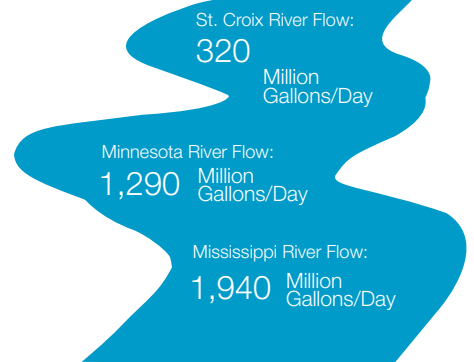 St. Croix River Flow:
320
Million
Gallons/Day
Minnesota River Flow:
1,290 Million
Gallons/Day
Mississippi River Flow:
1,940 Million
Gallons/Day